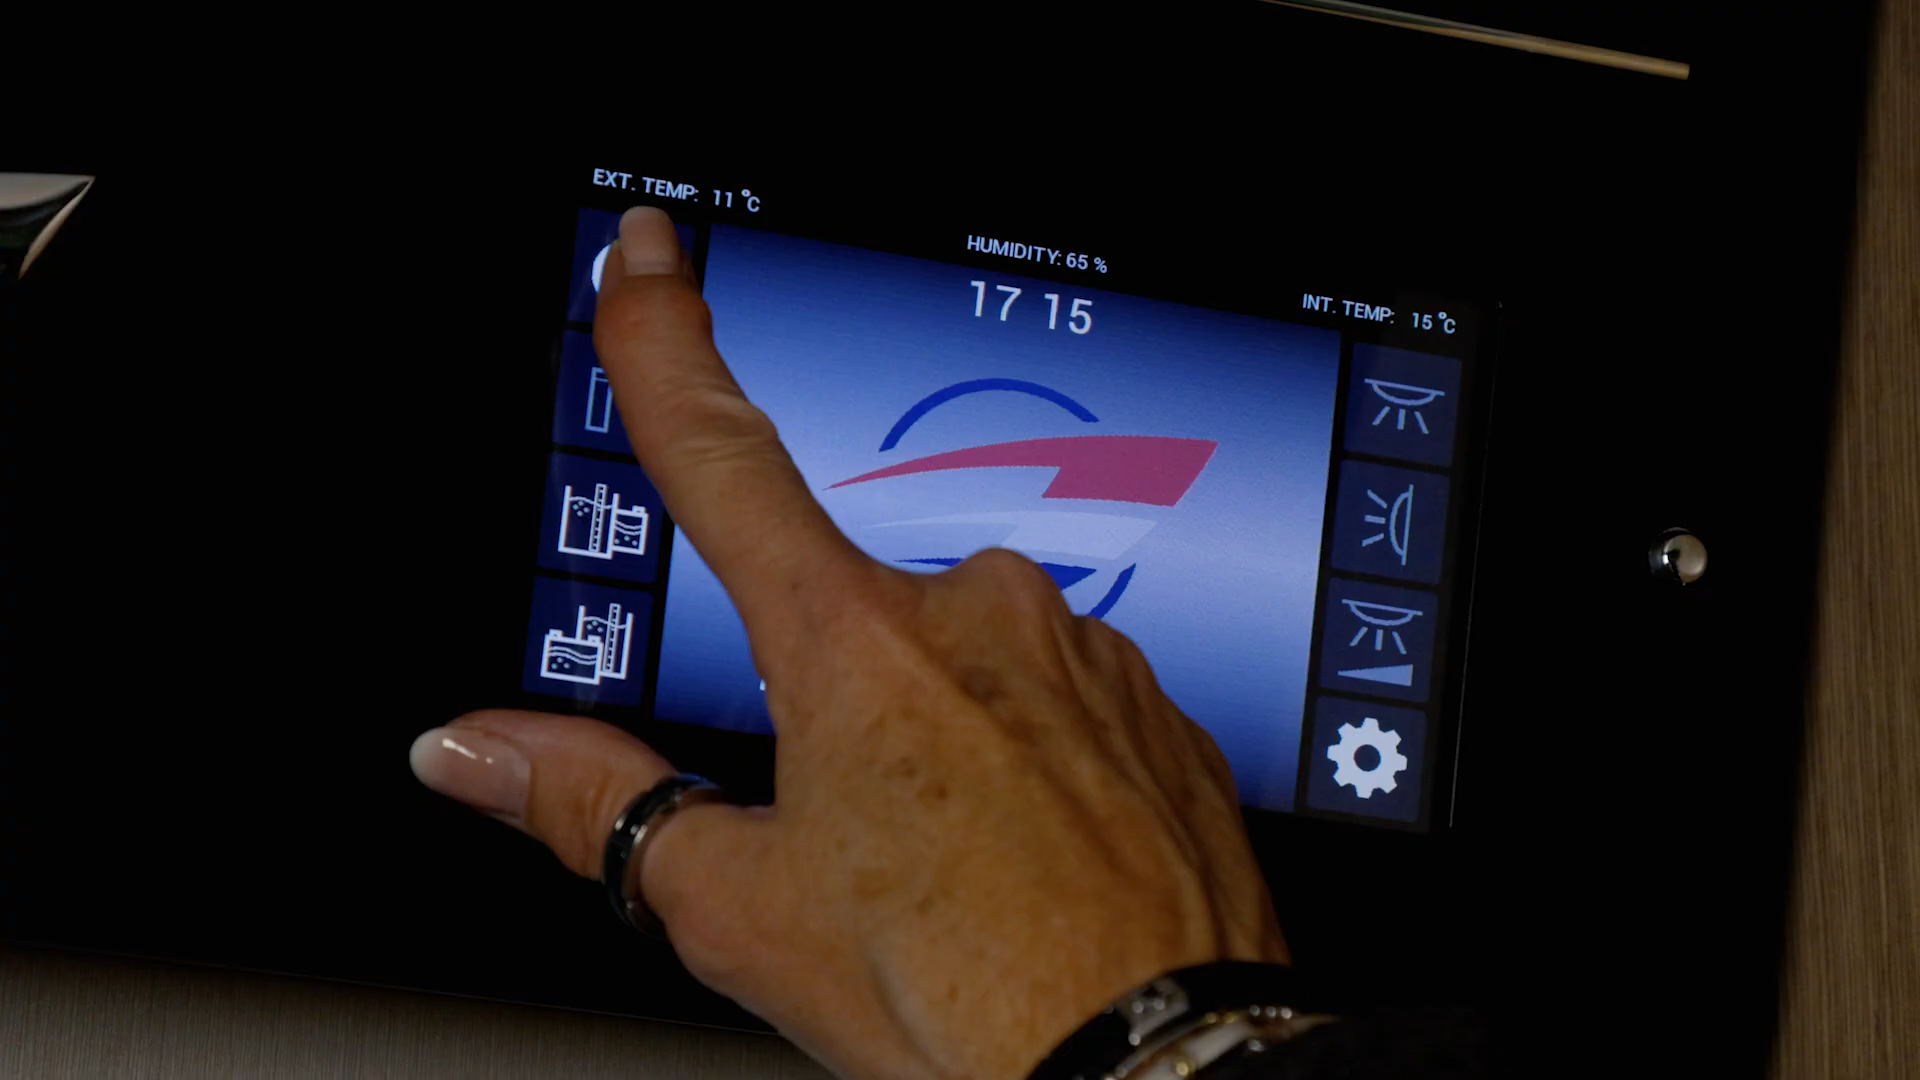 EXT. TEMP: 11 °C
HUMIDITY: 65 %
17 15
INT. TEMP: 15 °C